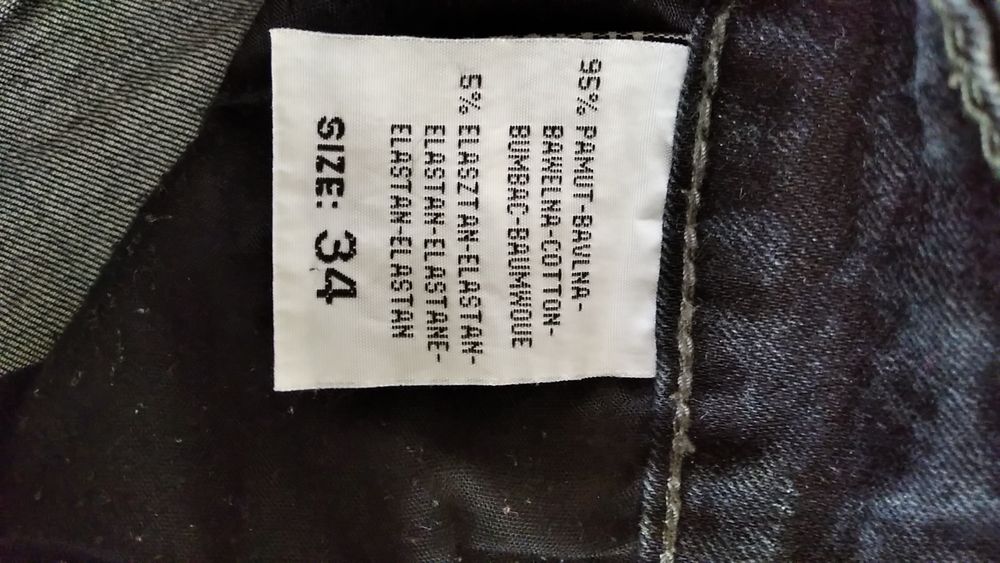 95% PAMUT-BAVLNA-
BAWEŁNA-COTTON-
BUMBAC-BAUMWOLLE
5% ELASZTAN-ELASTAN-
ELASTAN-ELASTANE-
ELASTAN-ELASTAN
SIZE: 34